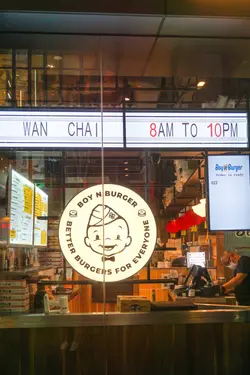 WAN CHAI 8AM TO 10PM
Boy N Burger
BOY N BURGER
BETTER BURGERS FOR EVERYONE